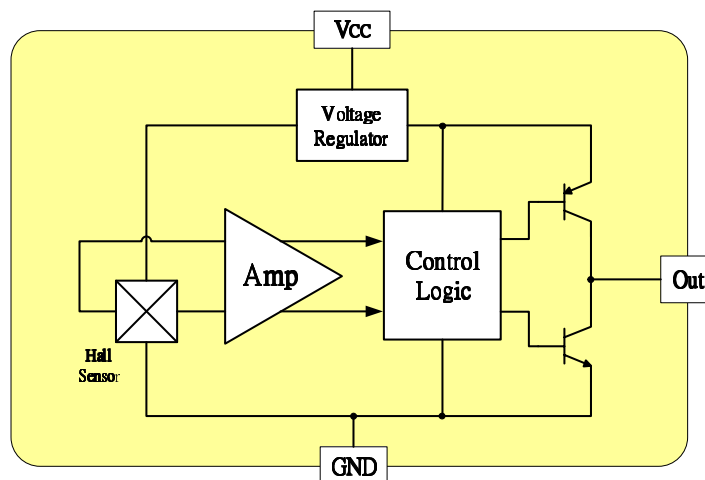 Vcc
Voltage
Regulator
Amp
Control
Logic
Out
Hall
Sensor
GND